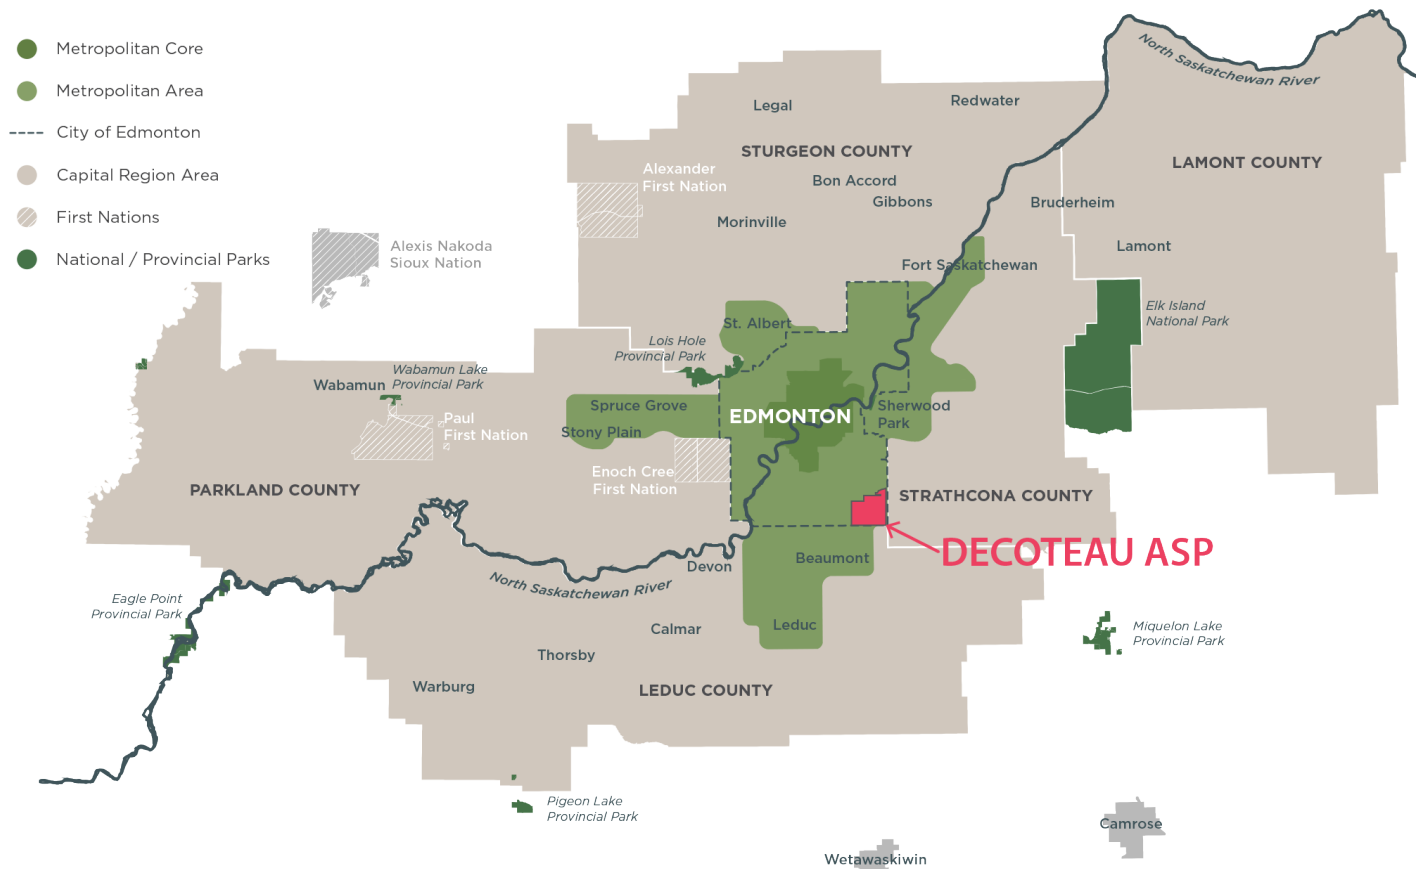 Metropolitan Core
Metropolitan Area
City of Edmonton
Capital Region Area
First Nations
National / Provincial Parks
North Saskatchewan River
Legal
Redwater
STURGEON COUNTY
LAMONT COUNTY
Alexander
First Nation
Bon Accord
Gibbons
Bruderheim
Morinville
Alexis Nakoda
Sioux Nation
Lamont
Fort Saskatchewan
Elk Island
National Park
St. Albert
Lois Hole
Provincial Park
Wabamun Lake
Provincial Park
Wabamun
Spruce Grove
EDMONTON
Sherwood
Park
Paul
First Nation
Stony Plain
Enoch Cree
First Nation
PARKLAND COUNTY
STRATHCONA COUNTY
DECOTEAU ASP
Beaumont
Devon
North Saskatchewan River
Eagle Point
Provincial Park
Calmar
Leduc
Miquelon Lake
Provincial Park
Thorsby
Warburg
LEDUC COUNTY
Pigeon Lake
Provincial Park
Camrose
Wetawaskiwin